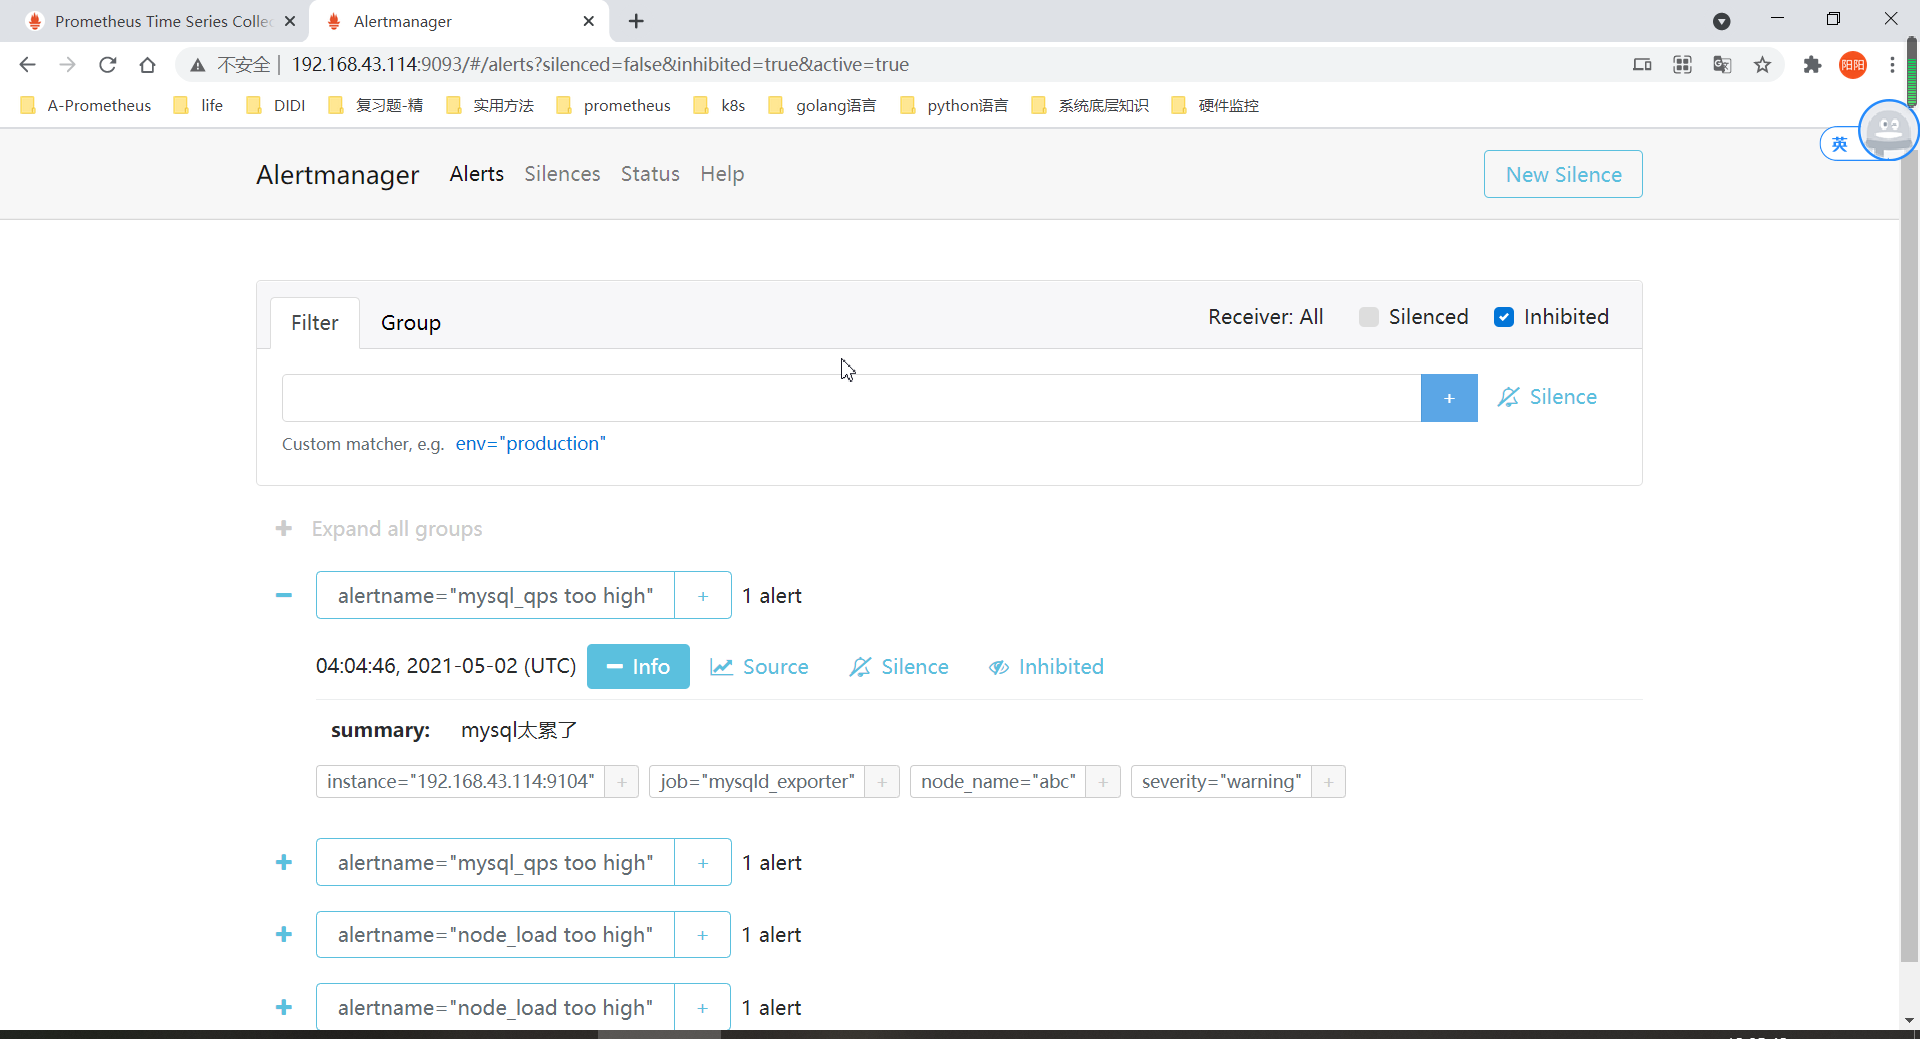 Prometheus Time Series Collec
Alertmanager
不安全 | 192.168.43.114:9093/#/alerts?silenced=false&inhibited=true&active=true
阳阳
A-Prometheus life DIDI 复习题-精 实用方法 prometheus k8s golang语言 python语言 系统底层知识 硬件监控
英
Alertmanager Alerts Silences Status Help New Silence
Filter Group Receiver: All Silenced Inhibited
+ Silence
Custom matcher, e.g. env="production"
+ Expand all groups
− alertname="mysql_qps too high" + 1 alert
04:04:46, 2021-05-02 (UTC) − Info Source Silence Inhibited
summary: mysql太累了
instance="192.168.43.114:9104" + job="mysqld_exporter" + node_name="abc" + severity="warning" +
+ alertname="mysql_qps too high" + 1 alert
+ alertname="node_load too high" + 1 alert
+ alertname="node_load too high" + 1 alert